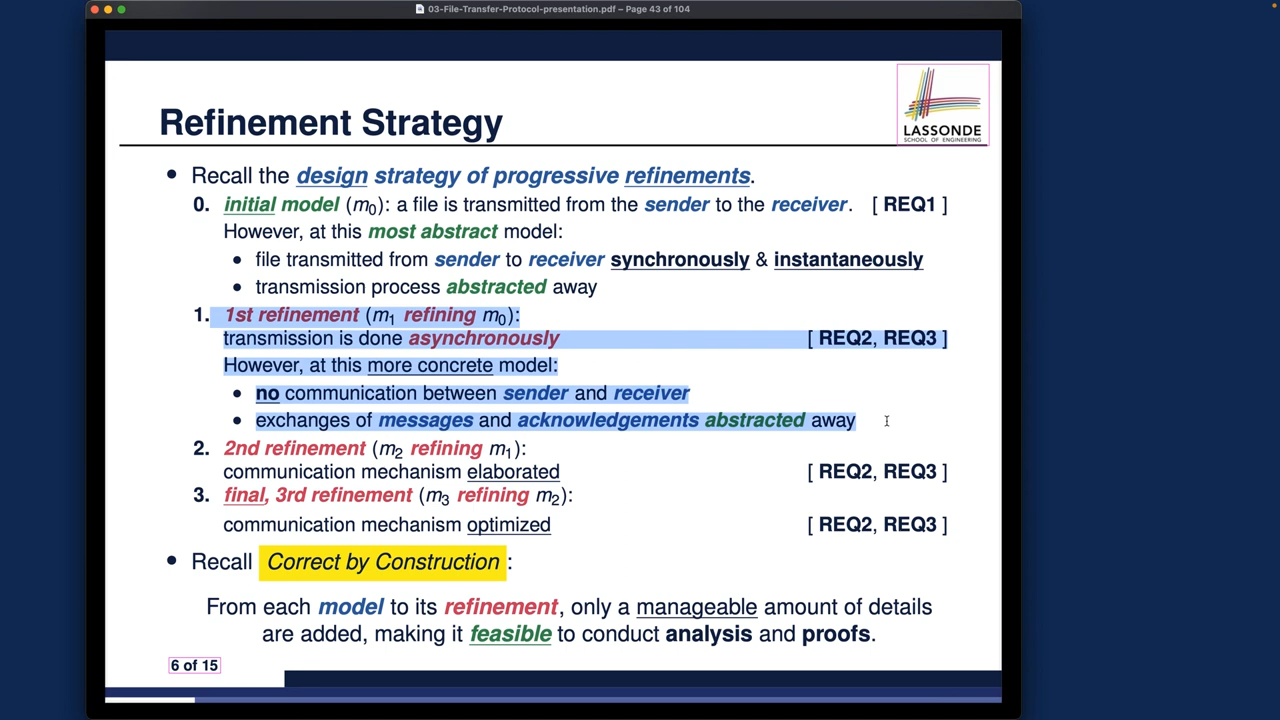 03-File-Transfer-Protocol-presentation.pdf – Page 43 of 104
LASSONDE
SCHOOL OF ENGINEERING
Refinement Strategy
• Recall the design strategy of progressive refinements.
0. initial model (m0): a file is transmitted from the sender to the receiver. [ REQ1 ]
However, at this most abstract model:
• file transmitted from sender to receiver synchronously & instantaneously
• transmission process abstracted away
1. 1st refinement (m1 refining m0):
transmission is done asynchronously [ REQ2, REQ3 ]
However, at this more concrete model:
• no communication between sender and receiver
• exchanges of messages and acknowledgements abstracted away
2. 2nd refinement (m2 refining m1):
communication mechanism elaborated [ REQ2, REQ3 ]
3. final, 3rd refinement (m3 refining m2):
communication mechanism optimized [ REQ2, REQ3 ]
• Recall Correct by Construction :
From each model to its refinement, only a manageable amount of details
are added, making it feasible to conduct analysis and proofs.
6 of 15